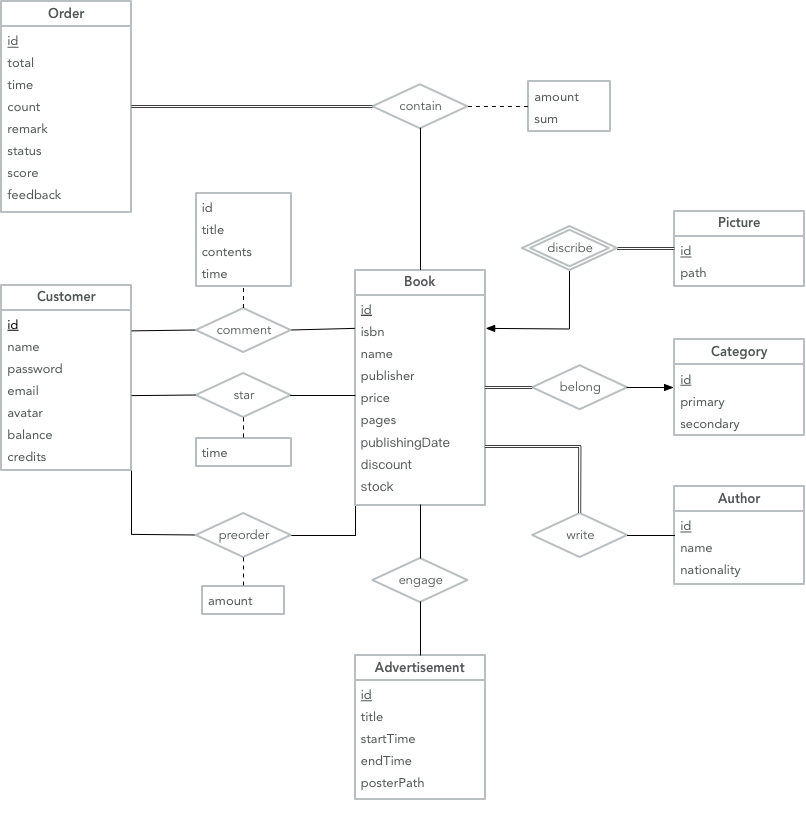 Order
id
total
time
count
remark
status
score
feedback
contain
amount
sum
id
title
contents
time
discribe
Picture
id
path
Customer
id
name
password
email
avatar
balance
credits
comment
star
time
preorder
amount
Book
id
isbn
name
publisher
price
pages
publishingDate
discount
stock
belong
Category
id
primary
secondary
write
Author
id
name
nationality
engage
Advertisement
id
title
startTime
endTime
posterPath